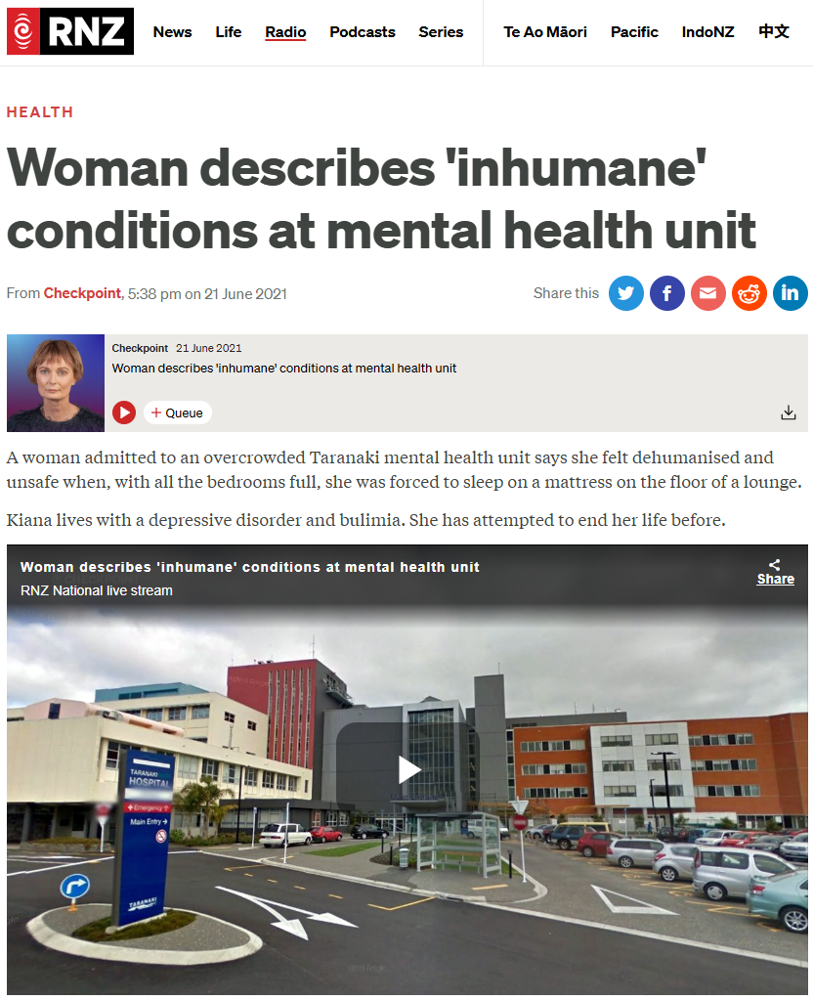 RNZ
News Life Radio Podcasts Series Te Ao Māori Pacific IndoNZ 中文
HEALTH
Woman describes 'inhumane'
conditions at mental health unit
From Checkpoint, 5:38 pm on 21 June 2021
Share this
Checkpoint 21 June 2021
Woman describes 'inhumane' conditions at mental health unit
+ Queue
A woman admitted to an overcrowded Taranaki mental health unit says she felt dehumanised and
unsafe when, with all the bedrooms full, she was forced to sleep on a mattress on the floor of a lounge.
Kiana lives with a depressive disorder and bulimia. She has attempted to end her life before.
Woman describes 'inhumane' conditions at mental health unit
RNZ National live stream
Share
TARANAKI
HOSPITAL
Emergency
Main Entry
TARANAKI